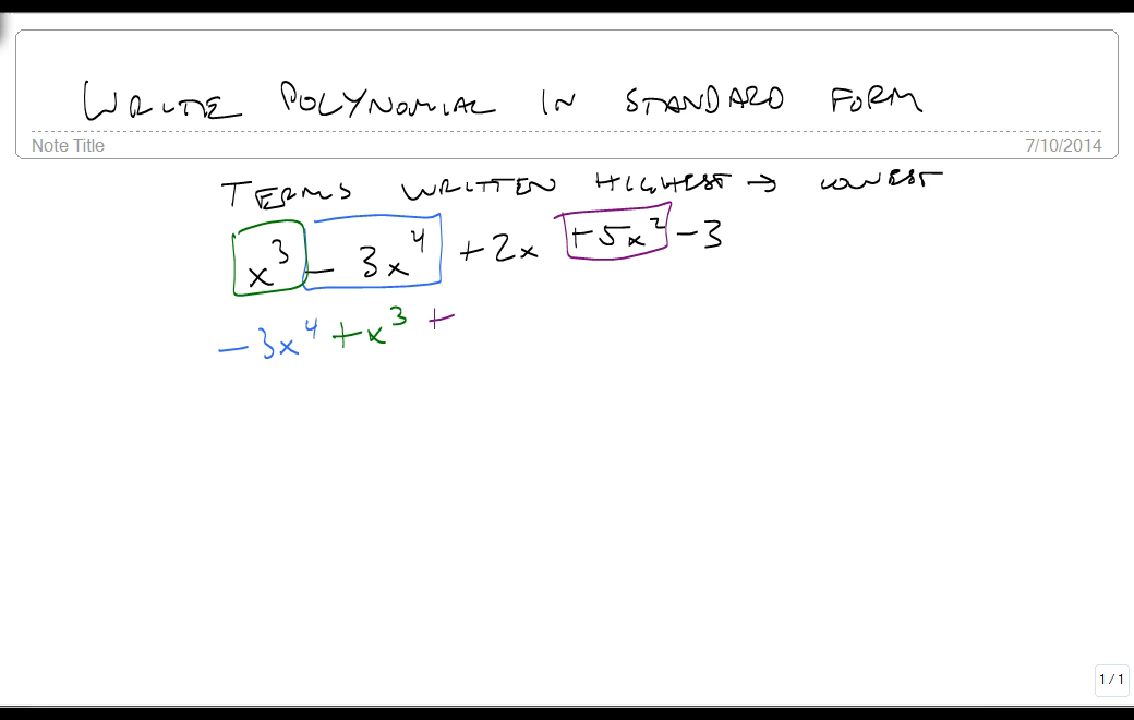 WRITE POLYNOMIAL IN STANDARD FORM
Note Title 7/10/2014
TERMS WRITTEN HIGHEST → LOWEST
x³ - 3x⁴ + 2x + 5x² - 3
- 3x⁴ + x³ +
1 / 1